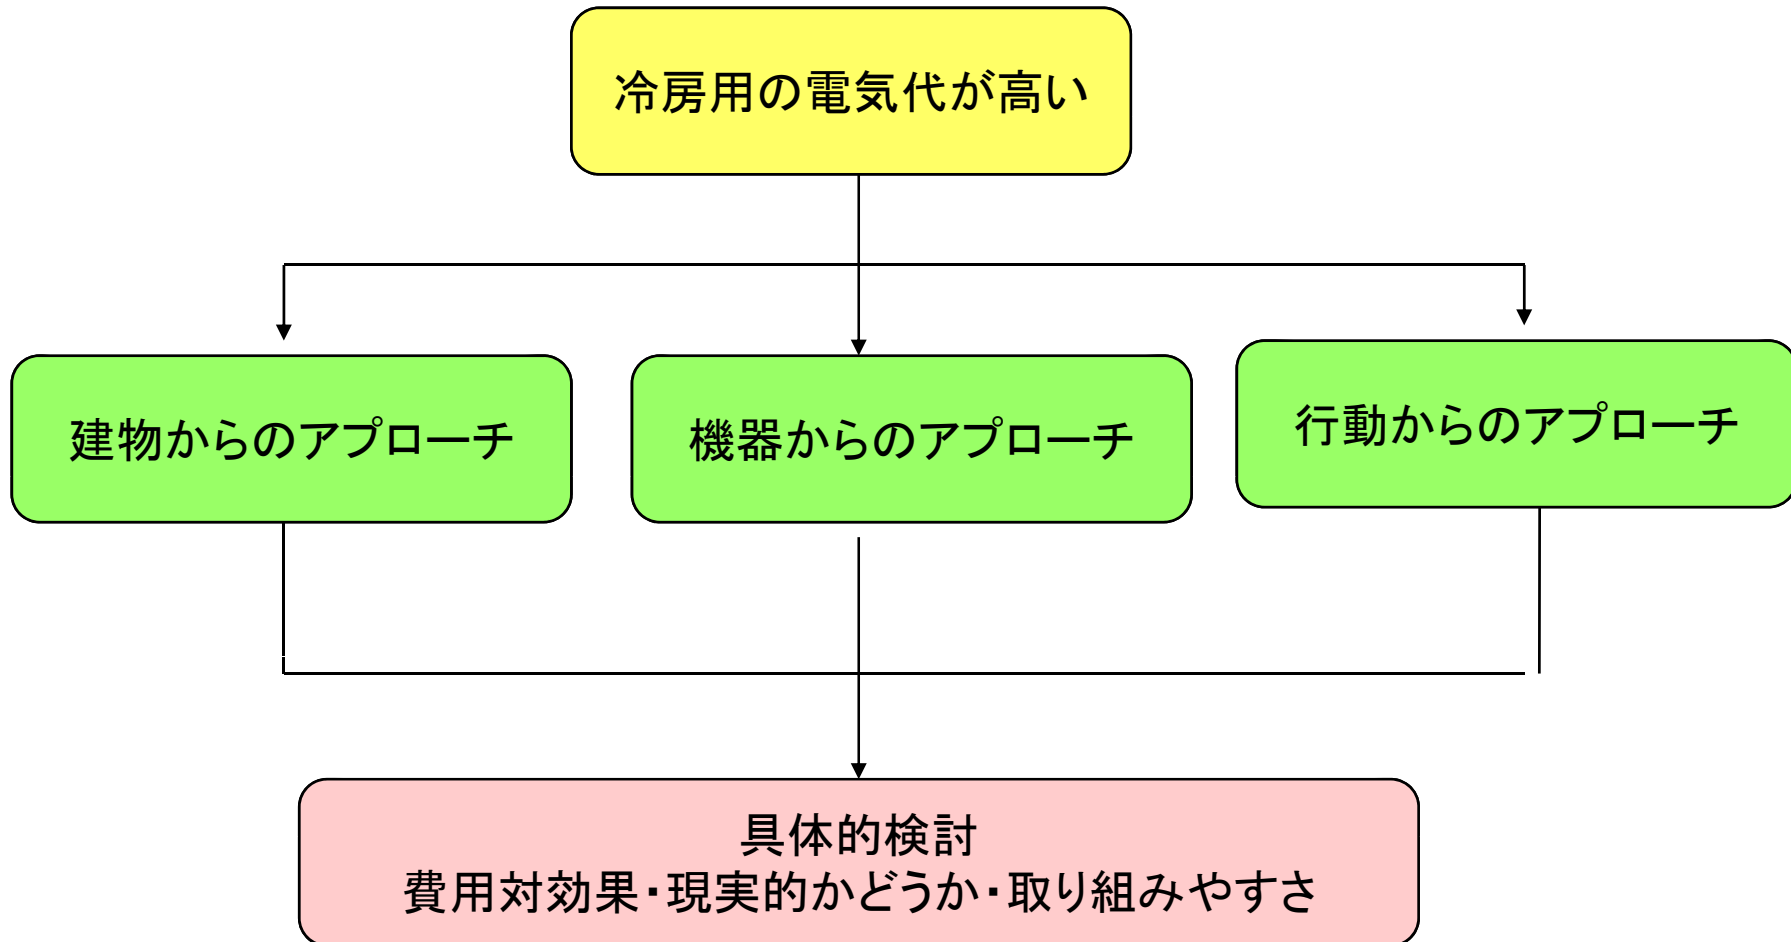 冷房用の電気代が高い
建物からのアプローチ
機器からのアプローチ
行動からのアプローチ
具体的検討
費用対効果・現実的かどうか・取り組みやすさ